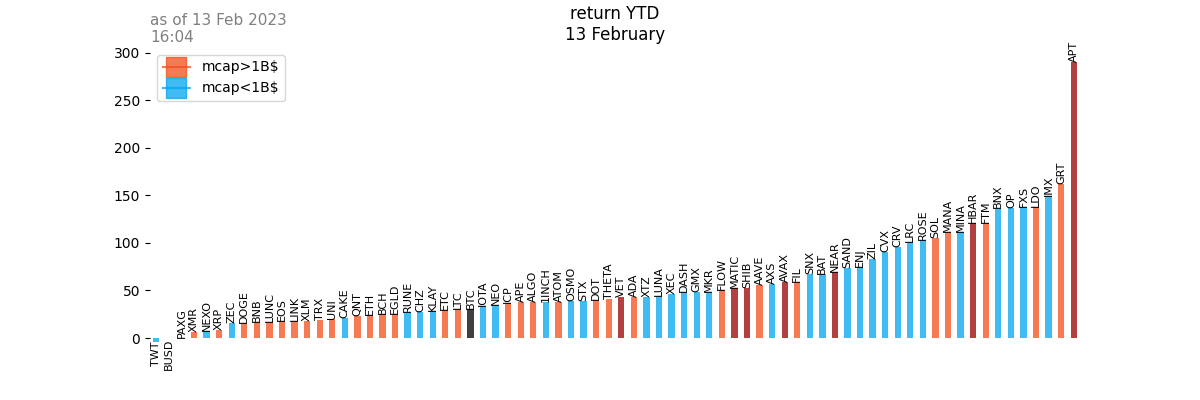 as of 13 Feb 2023
16:04
return YTD
13 February
mcap>1B$
mcap<1B$
300
250
200
150
100
50
0
TWT
BUSD
PAXG
XMR
NEXO
XRP
ZEC
DOGE
BNB
LUNC
EOS
LINK
XLM
TRX
UNI
CAKE
QNT
ETH
BCH
EGLD
RUNE
CHZ
KLAY
ETC
LTC
BTC
IOTA
NEO
ICP
APE
ALGO
1INCH
ATOM
OSMO
STX
DOT
THETA
VET
ADA
XTZ
LUNA
XEC
DASH
GMX
MKR
FLOW
MATIC
SHIB
AAVE
AXS
AVAX
FIL
SNX
BAT
NEAR
SAND
ENJ
ZIL
CVX
CRV
LRC
ROSE
SOL
MANA
MINA
HBAR
FTM
BNX
OP
FXS
LDO
IMX
GRT
APT